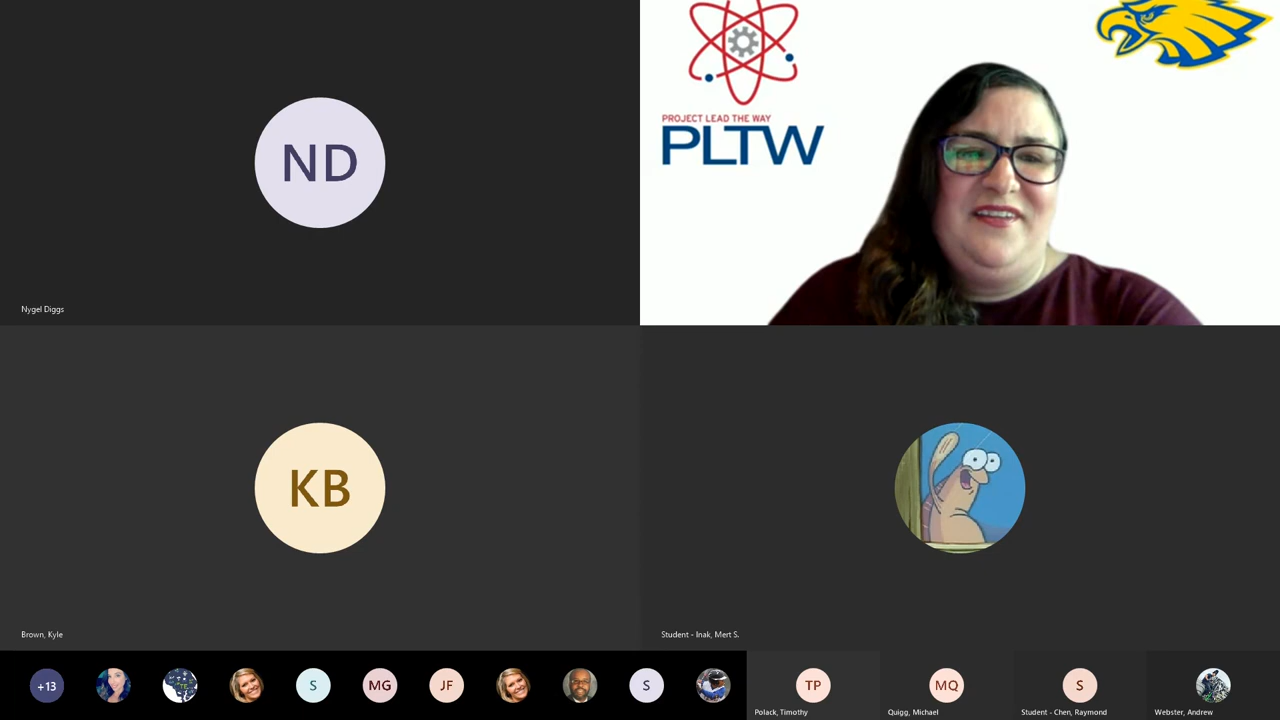 ND
Nygel Diggs
PROJECT LEAD THE WAY
PLTW
KB
Brown, Kyle
Student - Inak, Mert S.
+13
S
MG
JF
S
TP
Polack, Timothy
MQ
Quigg, Michael
S
Student - Chen, Raymond
Webster, Andrew